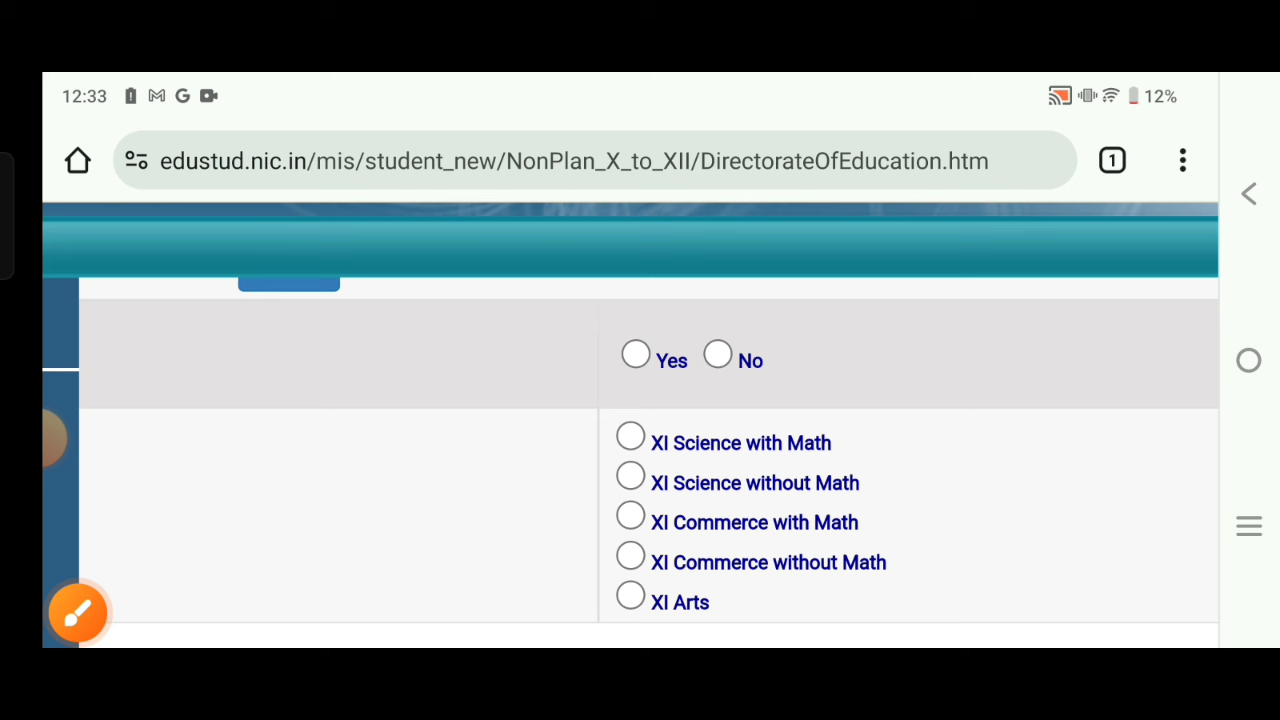 12:33 12%
edustud.nic.in/mis/student_new/NonPlan_X_to_XII/DirectorateOfEducation.htm 1
Yes No
XI Science with Math
XI Science without Math
XI Commerce with Math
XI Commerce without Math
XI Arts